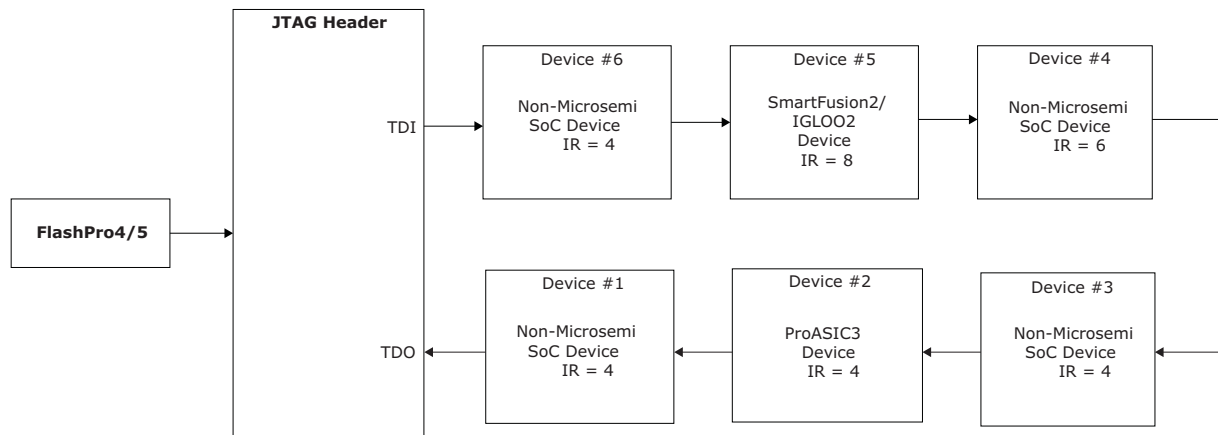 JTAG Header
TDI
TDO
FlashPro4/5
Device #6
Non-Microsemi
SoC Device
IR = 4
Device #5
SmartFusion2/
IGLOO2
Device
IR = 8
Device #4
Non-Microsemi
SoC Device
IR = 6
Device #1
Non-Microsemi
SoC Device
IR = 4
Device #2
ProASIC3
Device
IR = 4
Device #3
Non-Microsemi
SoC Device
IR = 4